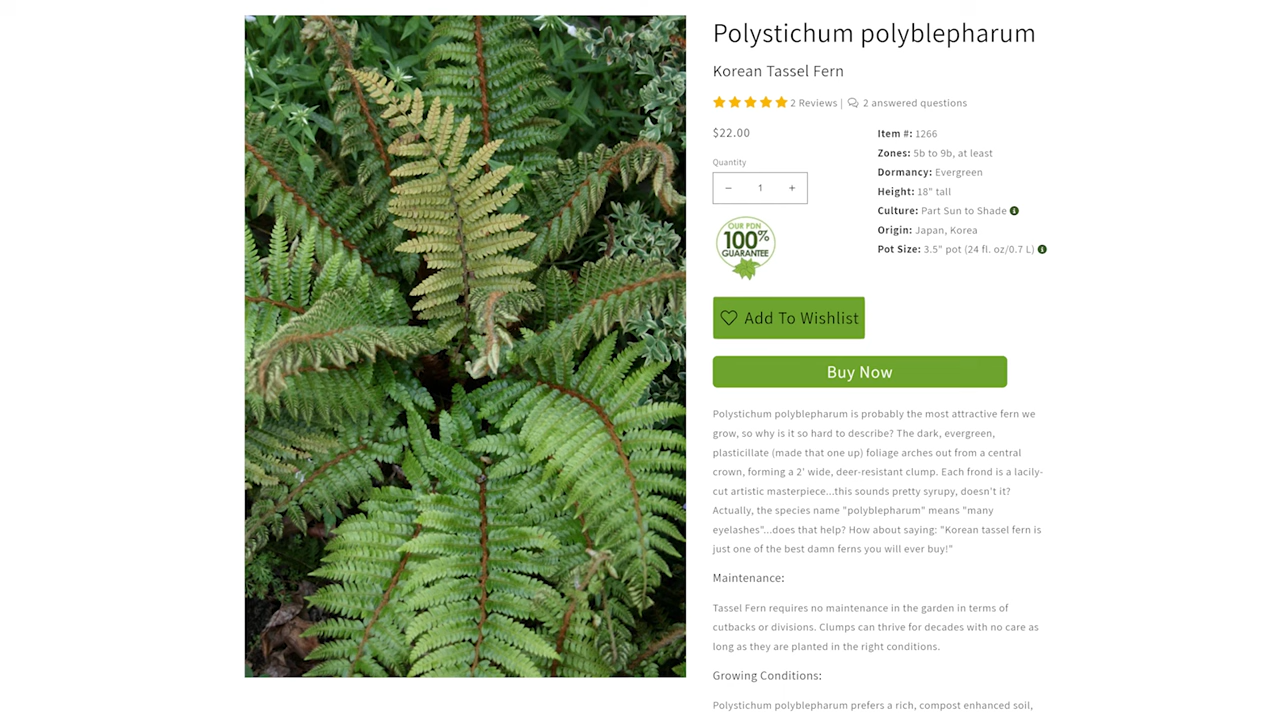 Polystichum polyblepharum
Korean Tassel Fern
2 Reviews | 2 answered questions
$22.00
Quantity
− 1 +
OUR PDN
100%
GUARANTEE
Item #: 1266
Zones: 5b to 9b, at least
Dormancy: Evergreen
Height: 18" tall
Culture: Part Sun to Shade
Origin: Japan, Korea
Pot Size: 3.5" pot (24 fl. oz/0.7 L)
Add To Wishlist
Buy Now
Polystichum polyblepharum is probably the most attractive fern we
grow, so why is it so hard to describe? The dark, evergreen,
plasticillate (made that one up) foliage arches out from a central
crown, forming a 2' wide, deer-resistant clump. Each frond is a lacily-
cut artistic masterpiece...this sounds pretty syrupy, doesn't it?
Actually, the species name "polyblepharum" means "many
eyelashes"...does that help? How about saying: "Korean tassel fern is
just one of the best damn ferns you will ever buy!"
Maintenance:
Tassel Fern requires no maintenance in the garden in terms of
cutbacks or divisions. Clumps can thrive for decades with no care as
long as they are planted in the right conditions.
Growing Conditions:
Polystichum polyblepharum prefers a rich, compost enhanced soil,